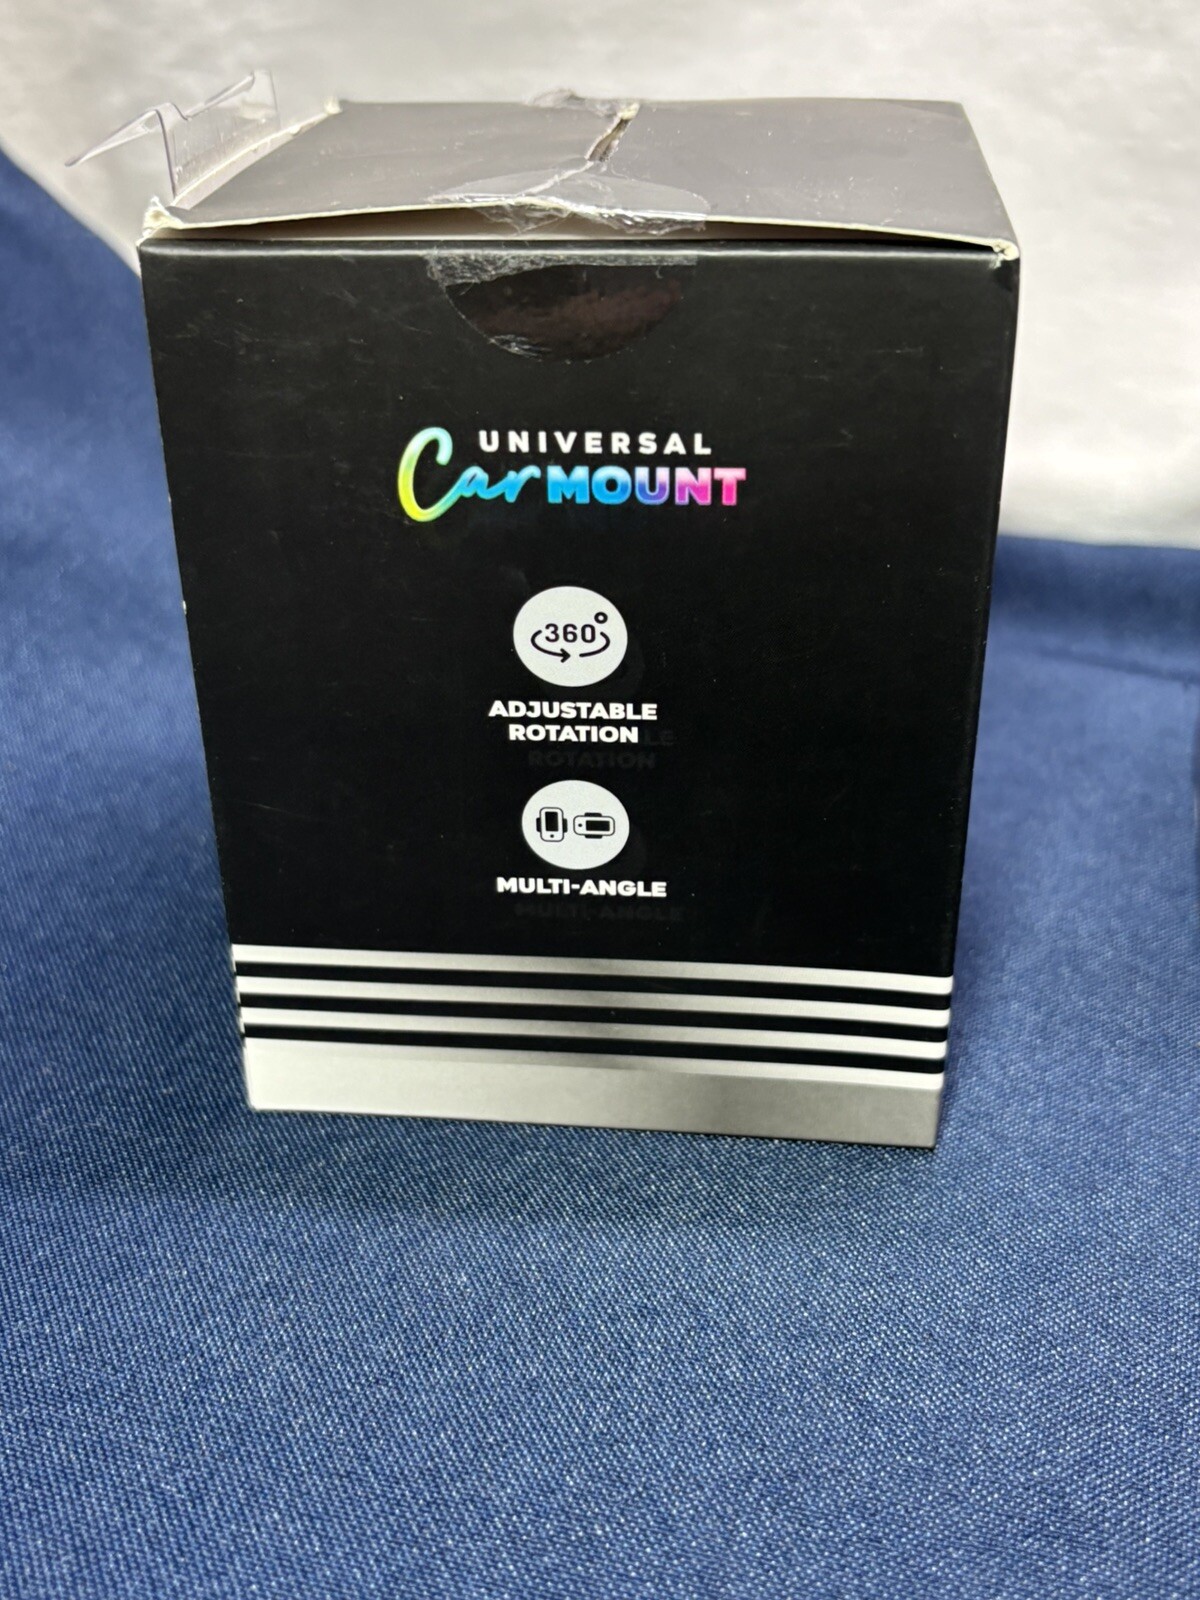 UNIVERSAL
Car MOUNT
360°
ADJUSTABLE
ROTATION
MULTI-ANGLE